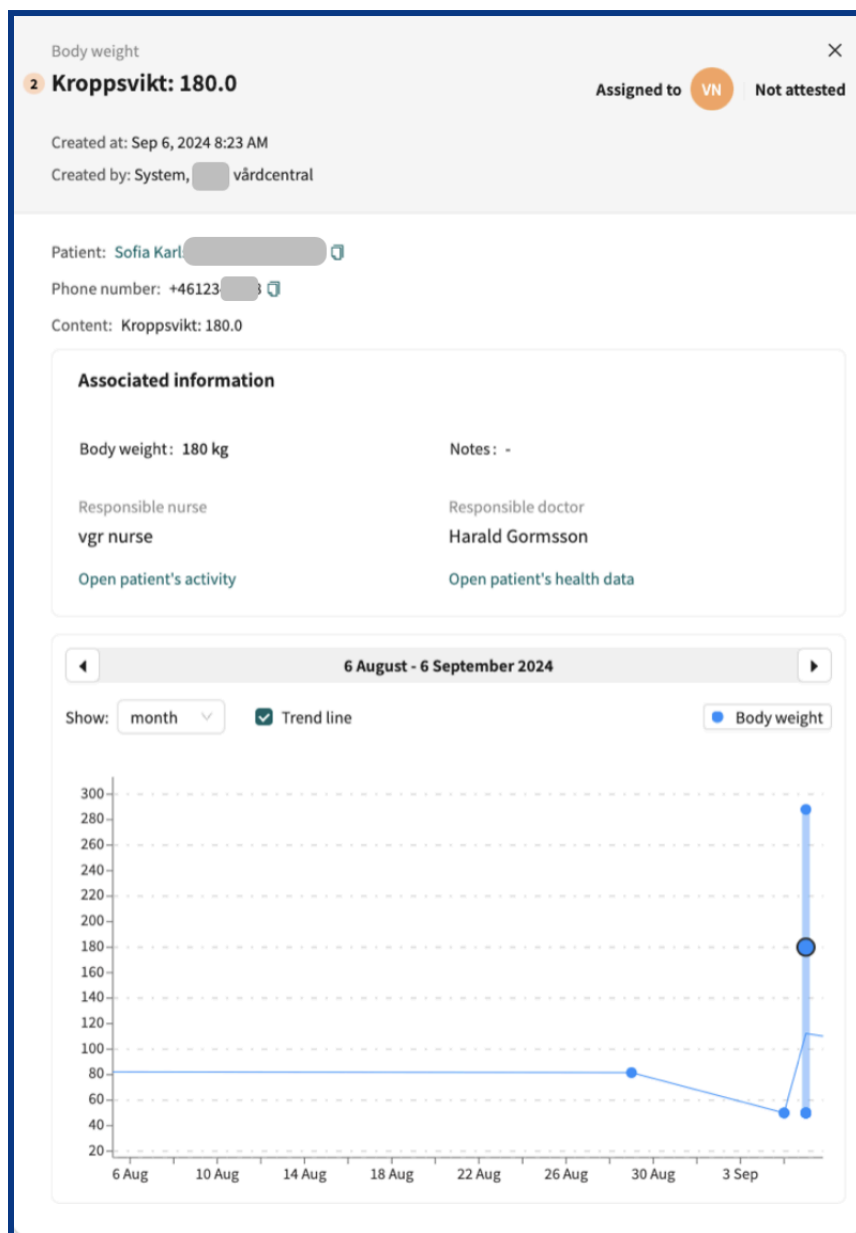 Body weight
2 Kroppsvikt: 180.0
Assigned to VN Not attested
Created at: Sep 6, 2024 8:23 AM
Created by: System, vårdcentral
Patient: Sofia Karl
Phone number: +46123
Content: Kroppsvikt: 180.0
Associated information
Body weight: 180 kg Notes: -
Responsible nurse Responsible doctor
vgr nurse Harald Gormsson
Open patient's activity Open patient's health data
6 August - 6 September 2024
Show: month Trend line Body weight
300
280
260
240
220
200
180
160
140
120
100
80
60
40
20
6 Aug 10 Aug 14 Aug 18 Aug 22 Aug 26 Aug 30 Aug 3 Sep